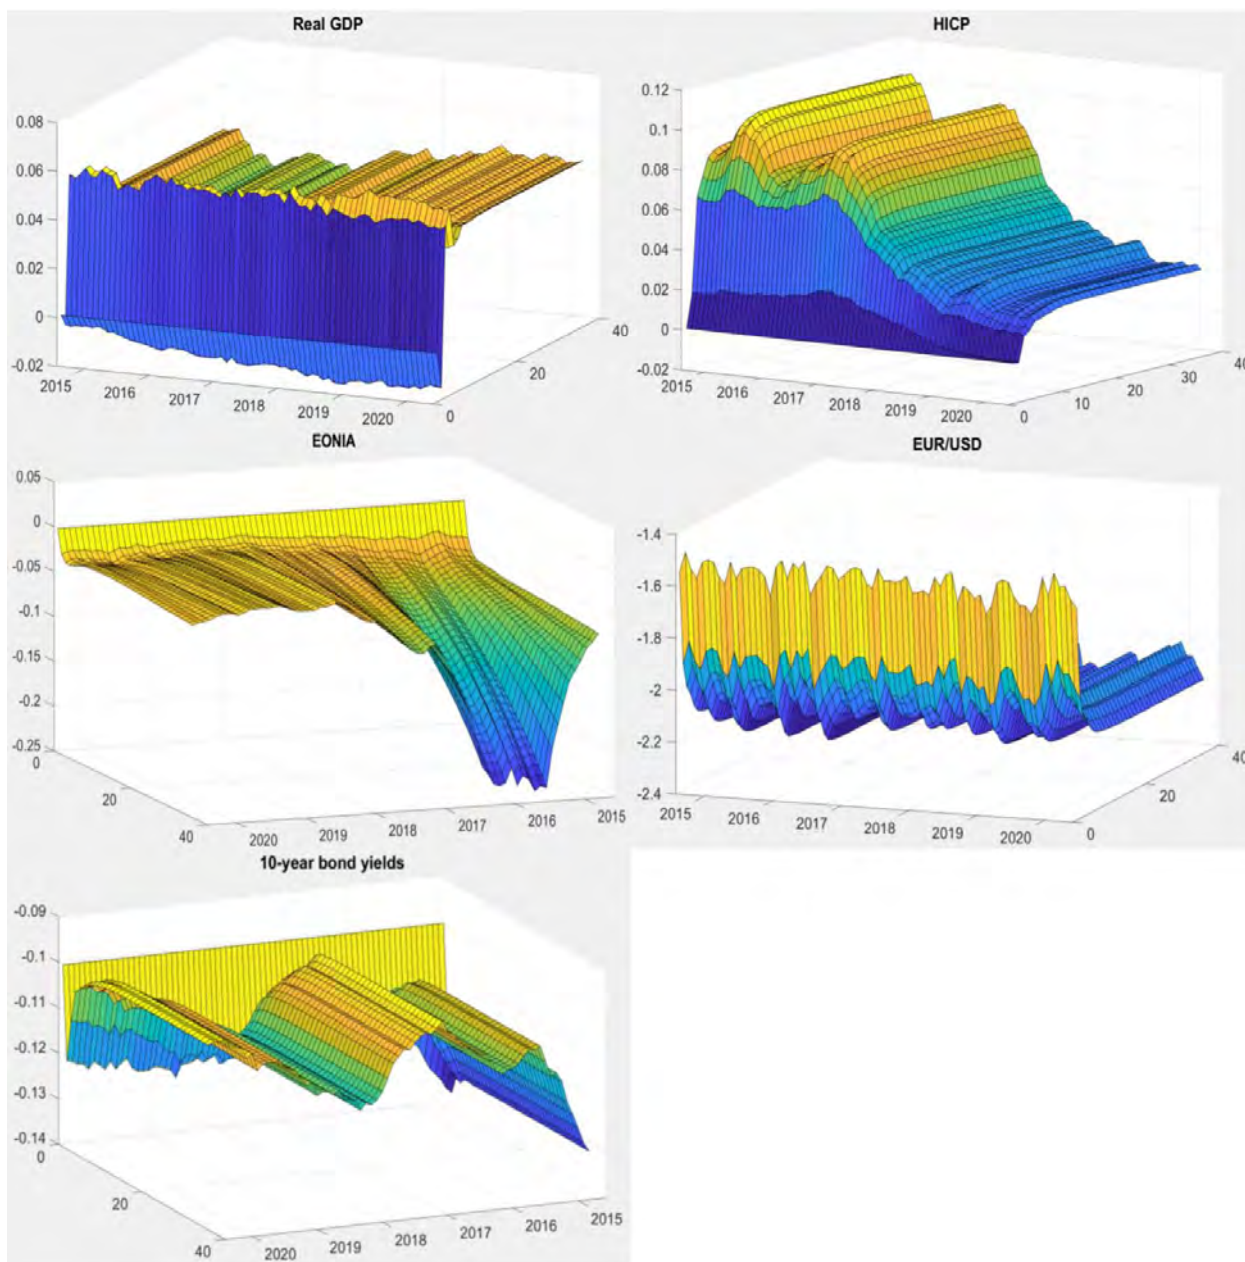 Real GDP
0.08
0.06
0.04
0.02
0
-0.02
2015 2016 2017 2018 2019 2020
0 20 40
HICP
0.12
0.1
0.08
0.06
0.04
0.02
0
-0.02
2015 2016 2017 2018 2019 2020
0 10 20 30 40
EONIA
0.05
0
-0.05
-0.1
-0.15
-0.2
-0.25
0 20 40
2020 2019 2018 2017 2016 2015
EUR/USD
-1.4
-1.6
-1.8
-2
-2.2
-2.4
2015 2016 2017 2018 2019 2020
0 20 40
10-year bond yields
-0.09
-0.1
-0.11
-0.12
-0.13
-0.14
0 20 40
2020 2019 2018 2017 2016 2015